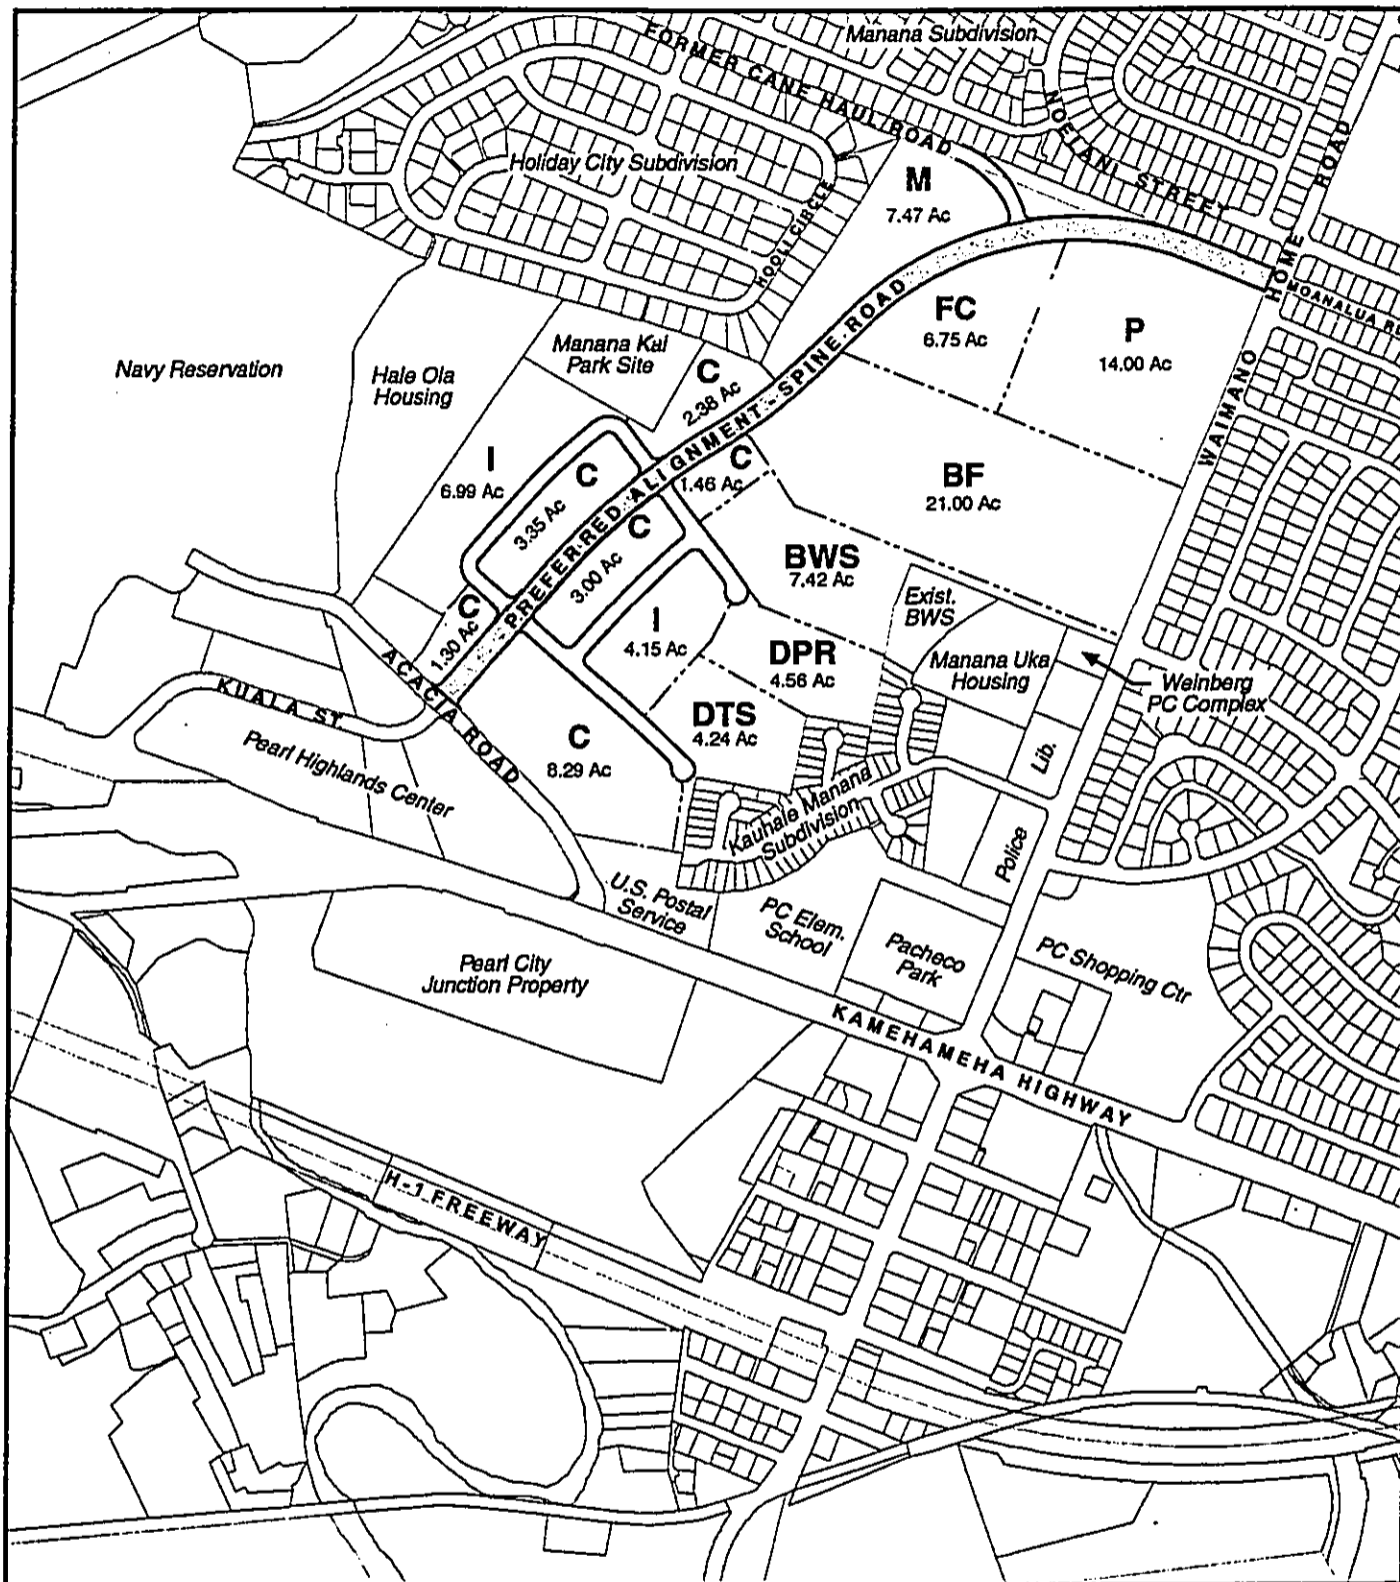 Manana Subdivision
FORMER CANE HAUL ROAD
NOELANI STREET
Holiday City Subdivision
HOOLI CIRCLE
M
7.47 Ac
WAIMANO HOME ROAD
MOANALUA RD
FC
6.75 Ac
P
14.00 Ac
Navy Reservation
Hale Ola
Housing
Manana Kai
Park Site
C
2.38 Ac
PREFERRED ALIGNMENT - SPINE ROAD
I
6.99 Ac
C
3.35 Ac
C
1.46 Ac
BF
21.00 Ac
C
3.00 Ac
BWS
7.42 Ac
Exist.
BWS
C
1.30 Ac
I
4.15 Ac
DPR
4.56 Ac
Manana Uka
Housing
Weinberg
PC Complex
ACACIA ROAD
KUALA ST.
Pearl Highlands Center
C
8.29 Ac
DTS
4.24 Ac
Lib.
Kauhale Manana
Subdivision
Police
U.S. Postal
Service
PC Elem.
School
Pacheco
Park
PC Shopping Ctr
Pearl City
Junction Property
KAMEHAMEHA HIGHWAY
H-1 FREEWAY